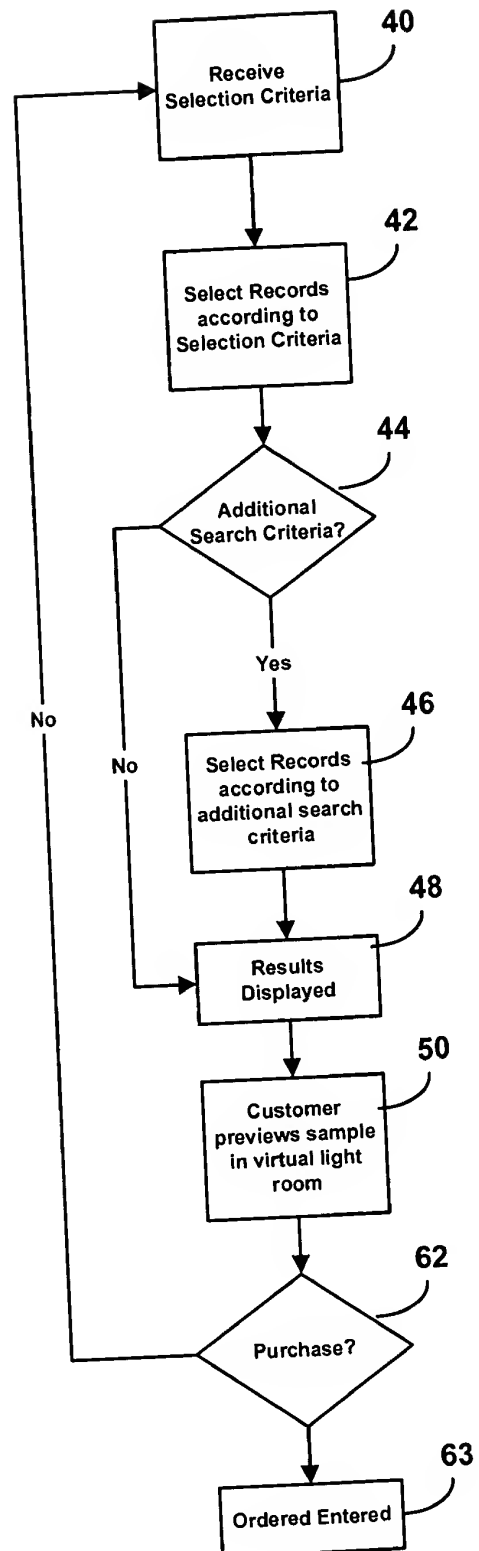 40
Receive
Selection Criteria
42
Select Records
according to
Selection Criteria
44
Additional
Search Criteria?
Yes
No
No
46
Select Records
according to
additional search
criteria
48
Results
Displayed
50
Customer
previews sample
in virtual light
room
62
Purchase?
63
Ordered Entered